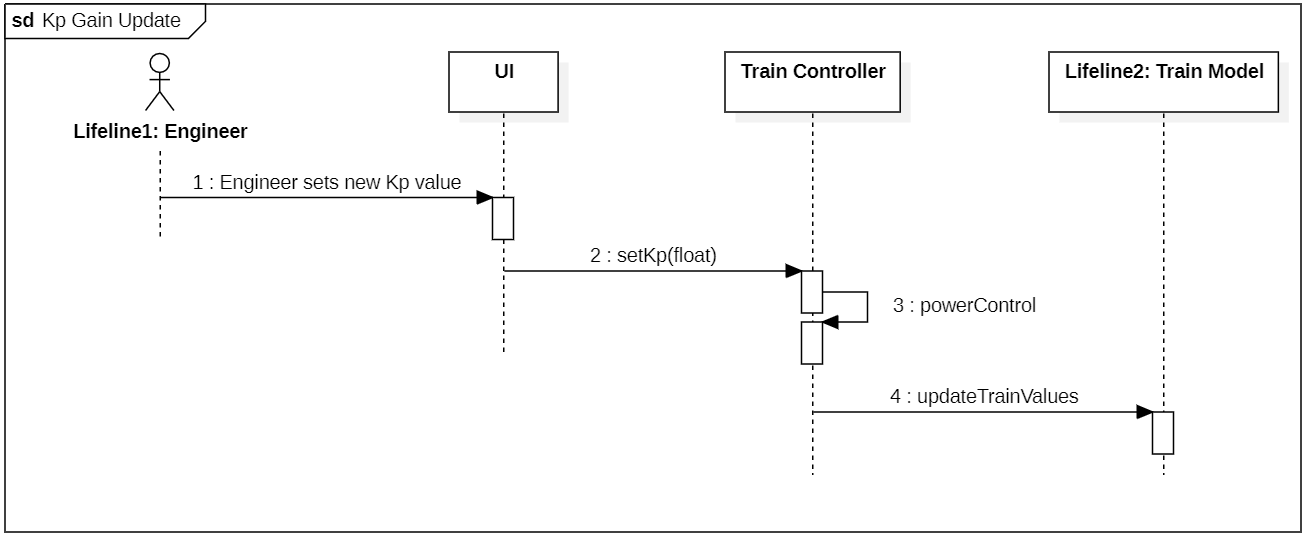 sd Kp Gain Update
UI
Train Controller
Lifeline2: Train Model
Lifeline1: Engineer
1 : Engineer sets new Kp value
2 : setKp(float)
3 : powerControl
4 : updateTrainValues